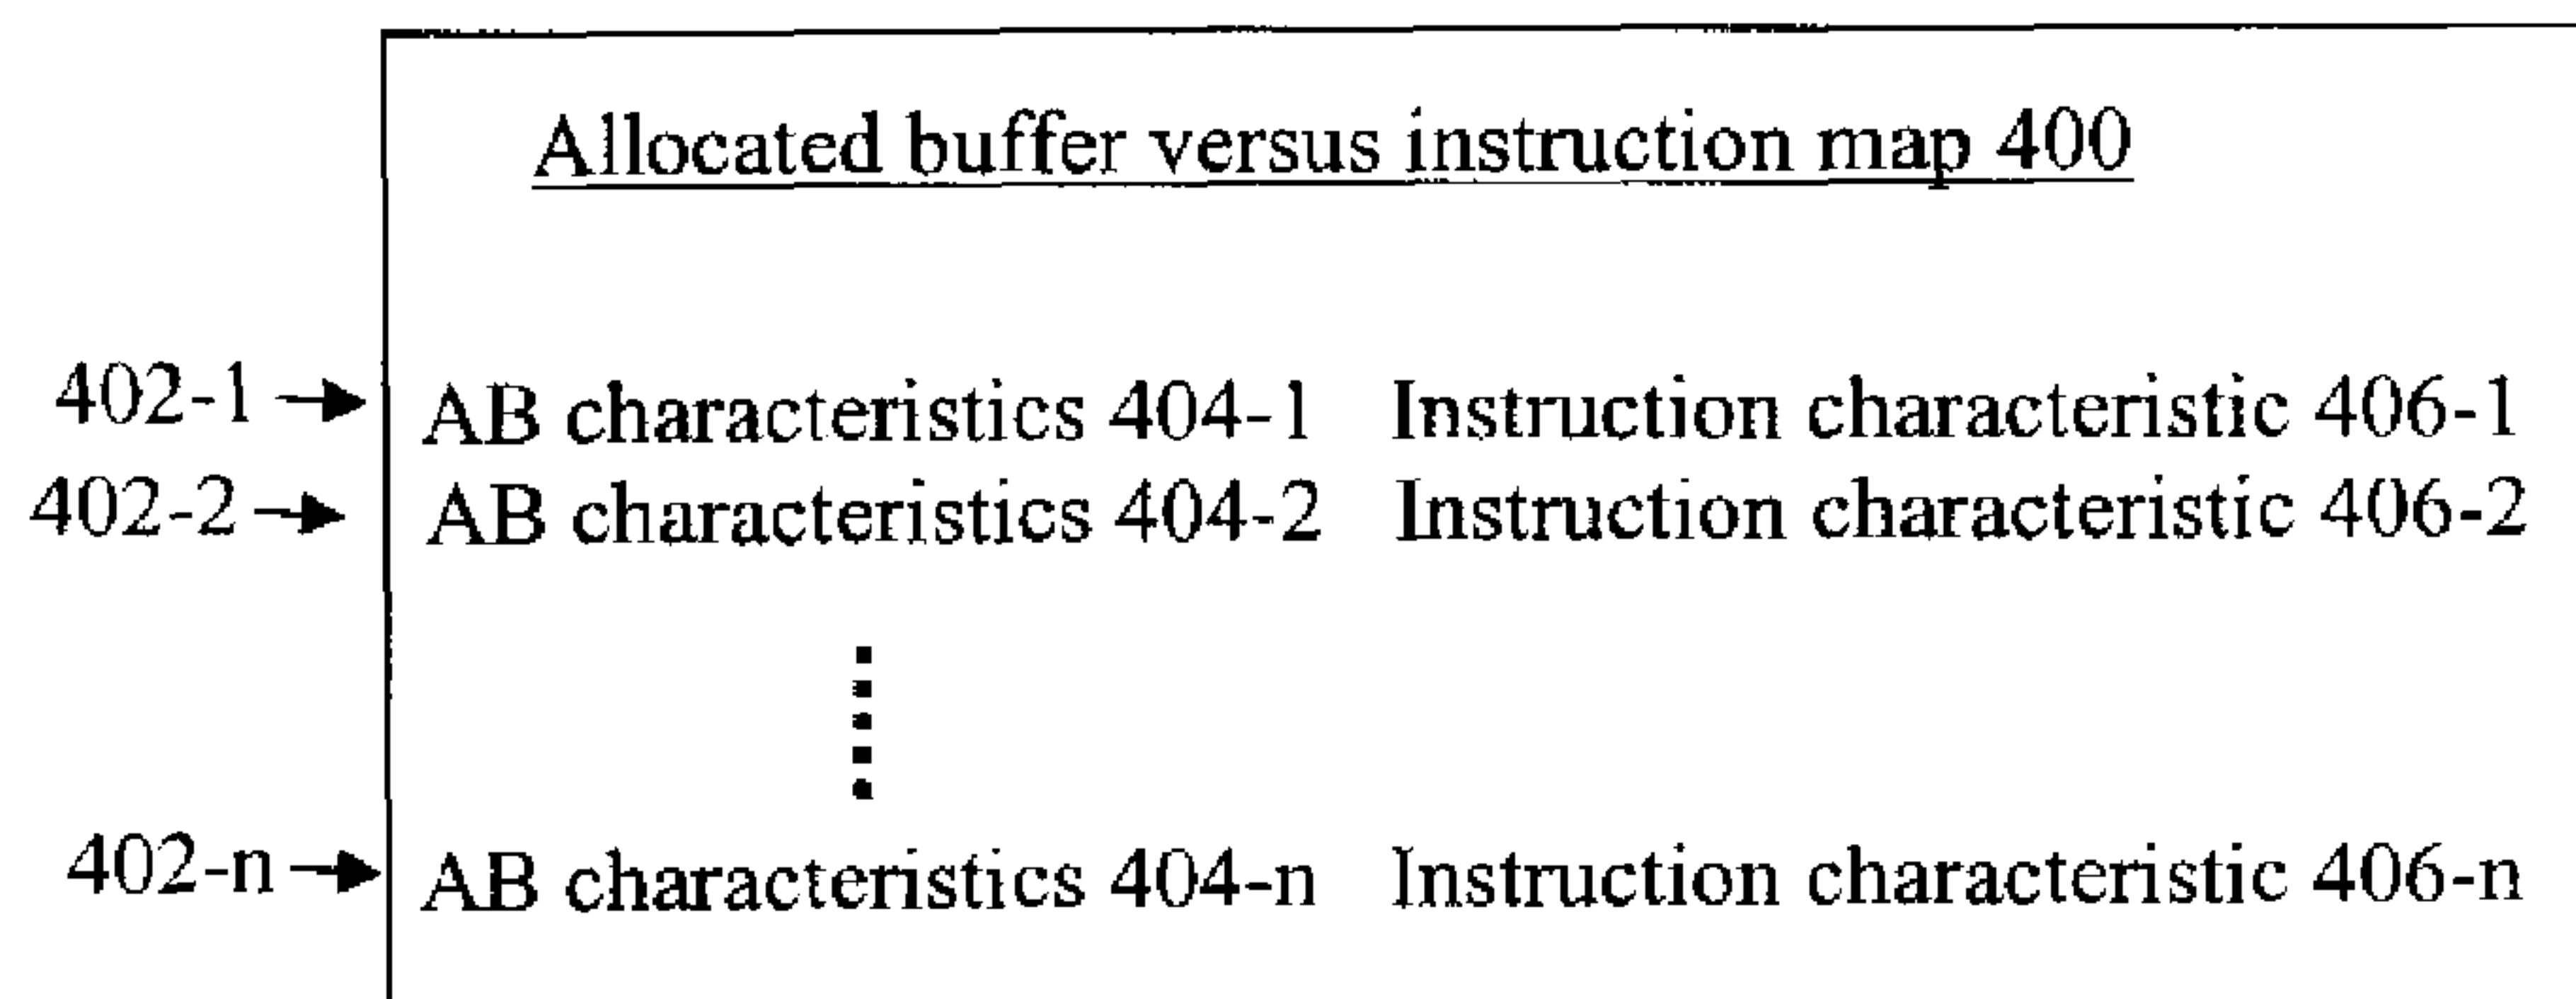 Allocated buffer versus instruction map 400
402-1 AB characteristics 404-1 Instruction characteristic 406-1
402-2 AB characteristics 404-2 Instruction characteristic 406-2
402-n AB characteristics 404-n Instruction characteristic 406-n